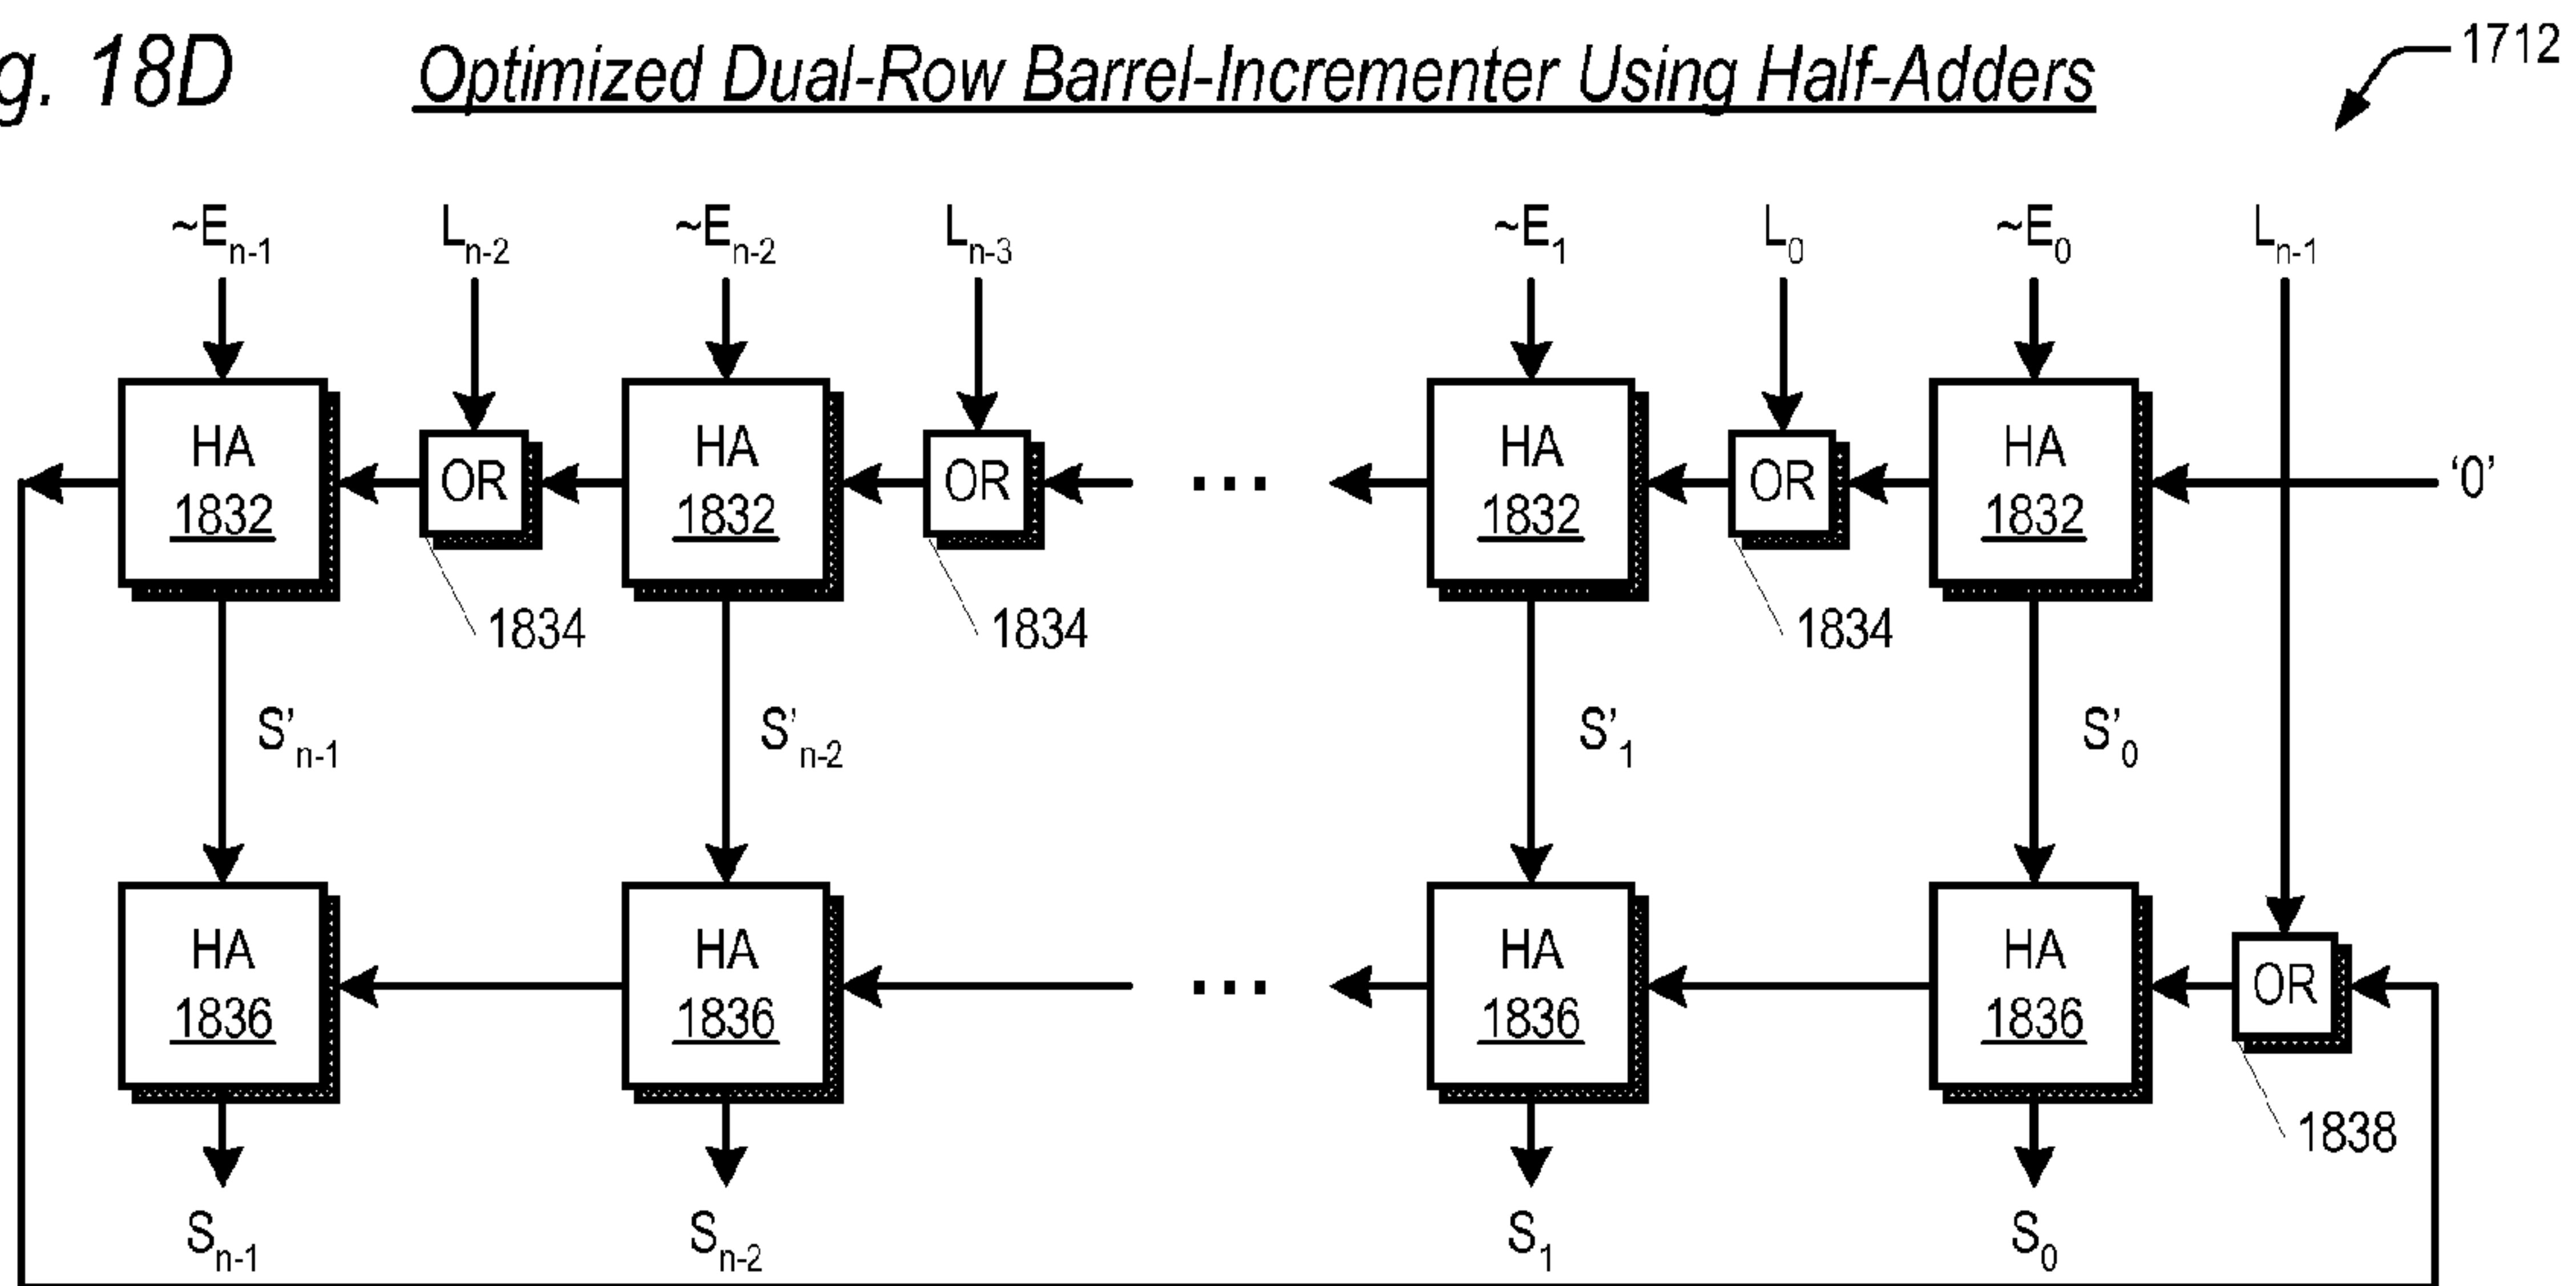 g. 18D Optimized Dual-Row Barrel-Incrementer Using Half-Adders 1712
~Eₙ₋₁ Lₙ₋₂ ~Eₙ₋₂ Lₙ₋₃ ~E₁ L₀ ~E₀ Lₙ₋₁
HA OR HA OR ... HA OR HA '0'
1832 1832 1832 1832
1834 1834 1834
S'ₙ₋₁ S'ₙ₋₂ S'₁ S'₀
HA HA ... HA HA OR
1836 1836 1836 1836
1838
Sₙ₋₁ Sₙ₋₂ S₁ S₀